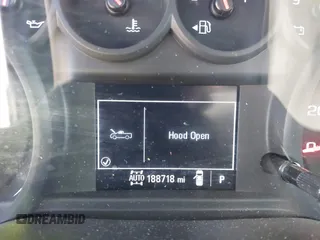 Hood Open
AUTO 188718 mi P
DREAMBID